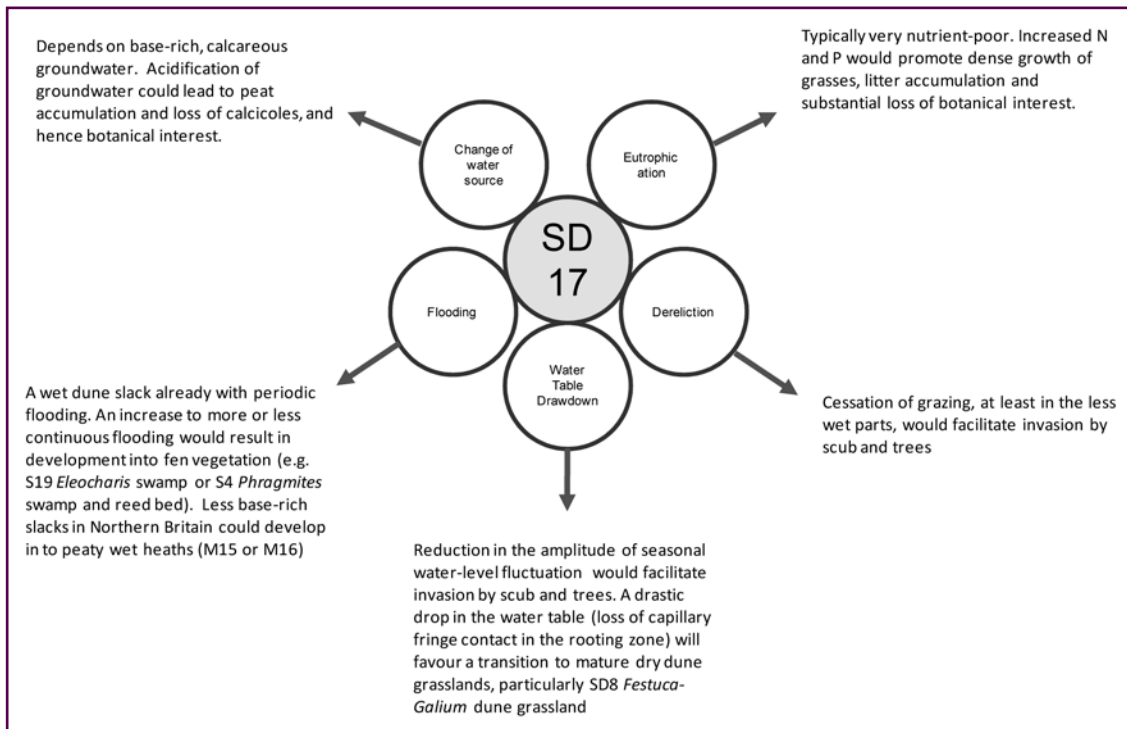 Depends on base-rich, calcareous
groundwater. Acidification of
groundwater could lead to peat
accumulation and loss of calcicoles, and
hence botanical interest.
Typically very nutrient-poor. Increased N
and P would promote dense growth of
grasses, litter accumulation and
substantial loss of botanical interest.
Change of
water
source
Eutrophic
ation
SD
17
Flooding
Dereliction
Water
Table
Drawdown
A wet dune slack already with periodic
flooding. An increase to more or less
continuous flooding would result in
development into fen vegetation (e.g.
S19 Eleocharis swamp or S4 Phragmites
swamp and reed bed). Less base-rich
slacks in Northern Britain could develop
in to peaty wet heaths (M15 or M16)
Cessation of grazing, at least in the less
wet parts, would facilitate invasion by
scub and trees
Reduction in the amplitude of seasonal
water-level fluctuation would facilitate
invasion by scub and trees. A drastic
drop in the water table (loss of capillary
fringe contact in the rooting zone) will
favour a transition to mature dry dune
grasslands, particularly SD8 Festuca-
Galium dune grassland